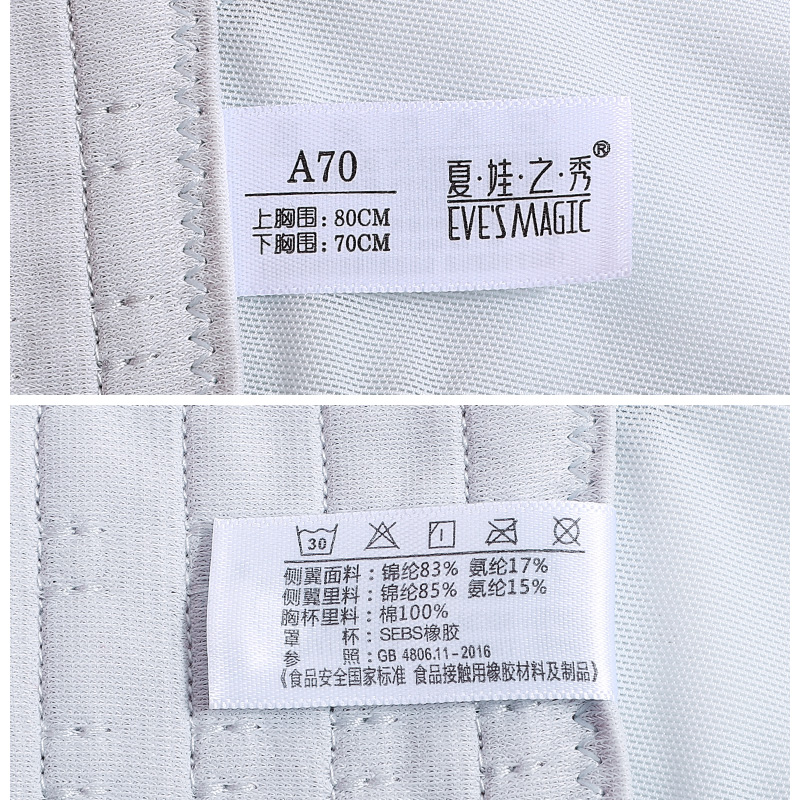 A70
上胸围：80CM
下胸围：70CM
夏·娃·之·秀®
EVE'S MAGIC
30
侧翼面料：锦纶83% 氨纶17%
侧翼里料：锦纶85% 氨纶15%
胸杯里料：棉100%
罩 杯：SEBS橡胶
参 照：GB 4806.11-2016
《食品安全国家标准 食品接触用橡胶材料及制品》